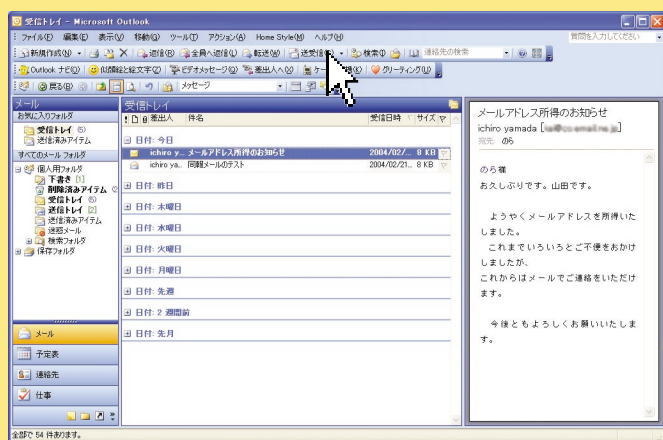 受信トレイ - Microsoft Outlook
ファイル(F) 編集(E) 表示(V) 移動(G) ツール(T) アクション(A) Home Style(M) ヘルプ(H) 質問を入力してください
新規作成(N) 返信(R) 全員へ返信(L) 転送(W) 送受信(C) 検索(I) 連絡先の検索
Outlook ナビ(Q) 似顔絵と絵文字(Z) ビデオメッセージ(Q) 差出人へ(X) グリーティング(U)
戻る(B) メッセージ
メール
お気に入りフォルダ
受信トレイ (5)
送信済みアイテム
すべてのメール フォルダ
個人用フォルダ
下書き [1]
削除済みアイテム
受信トレイ (5)
送信トレイ [2]
送信済みアイテム
迷惑メール
検索フォルダ
保存フォルダ
メール
予定表
連絡先
仕事
受信トレイ
差出人 件名 受信日時 サイズ
日付: 今日
ichiro y... メールアドレス所得のお知らせ 2004/02/... 8 KB
ichiro ya... 同報メールのテスト 2004/02/21... 8 KB
日付: 昨日
日付: 木曜日
日付: 水曜日
日付: 火曜日
日付: 月曜日
日付: 先週
日付: 2 週間前
日付: 先月
メールアドレス所得のお知らせ
ichiro yamada
宛先: のら
のら様
お久しぶりです。山田です。
ようやくメールアドレスを所得いた
しました。
これまでいろいろとご不便をおかけ
しましたが、
これからはメールでご連絡をいただけ
ます。
今後ともよろしくお願いいたしま
す。
全部で 54 件あります。